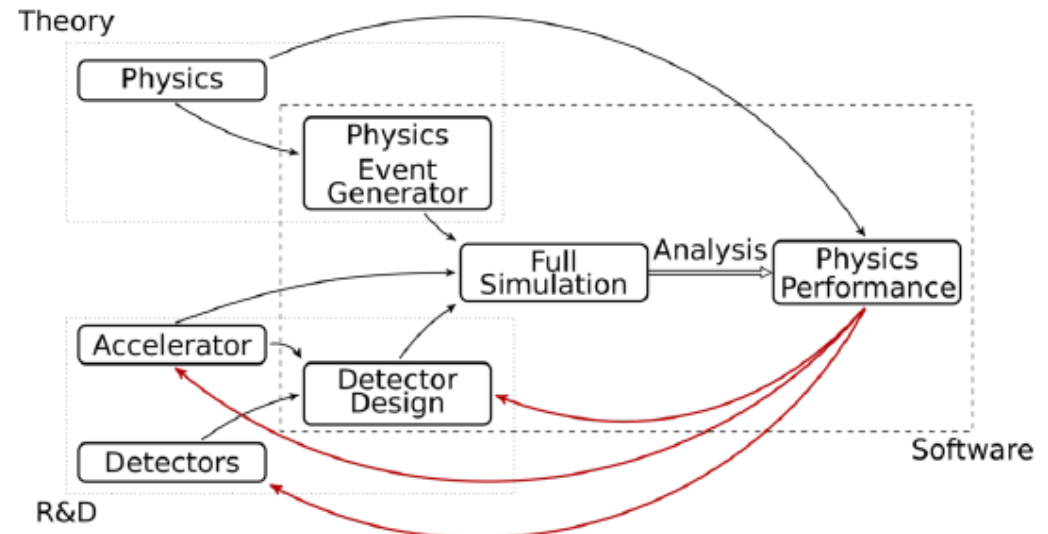 Theory
Physics
Physics
Event
Generator
Full
Simulation
Analysis
Physics
Performance
Accelerator
Detector
Design
Detectors
Software
R&D